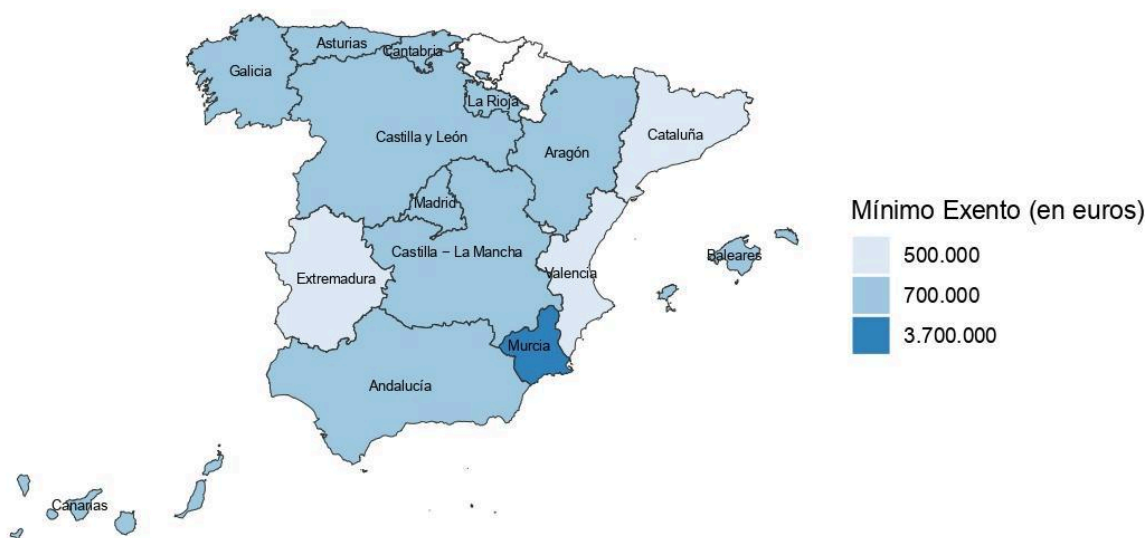 Asturias
Cantabria
Galicia
La Rioja
Cataluña
Castilla y León
Aragón
Madrid
Castilla − La Mancha
Baleares
Extremadura
Valencia
Murcia
Andalucía
Canarias
Mínimo Exento (en euros)
500.000
700.000
3.700.000